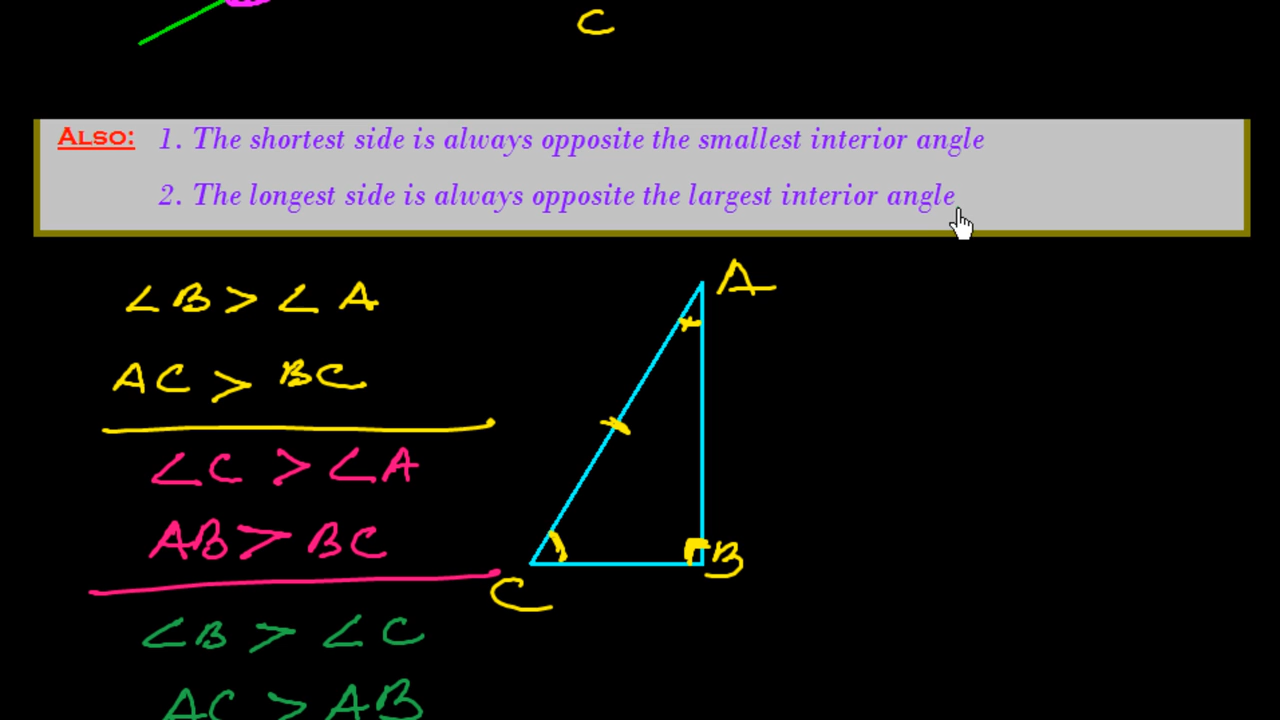 C
ALSO: 1. The shortest side is always opposite the smallest interior angle
2. The longest side is always opposite the largest interior angle
∠B > ∠A
AC > BC
∠C > ∠A
AB > BC
∠B > ∠C
AC > AB
A
B
C